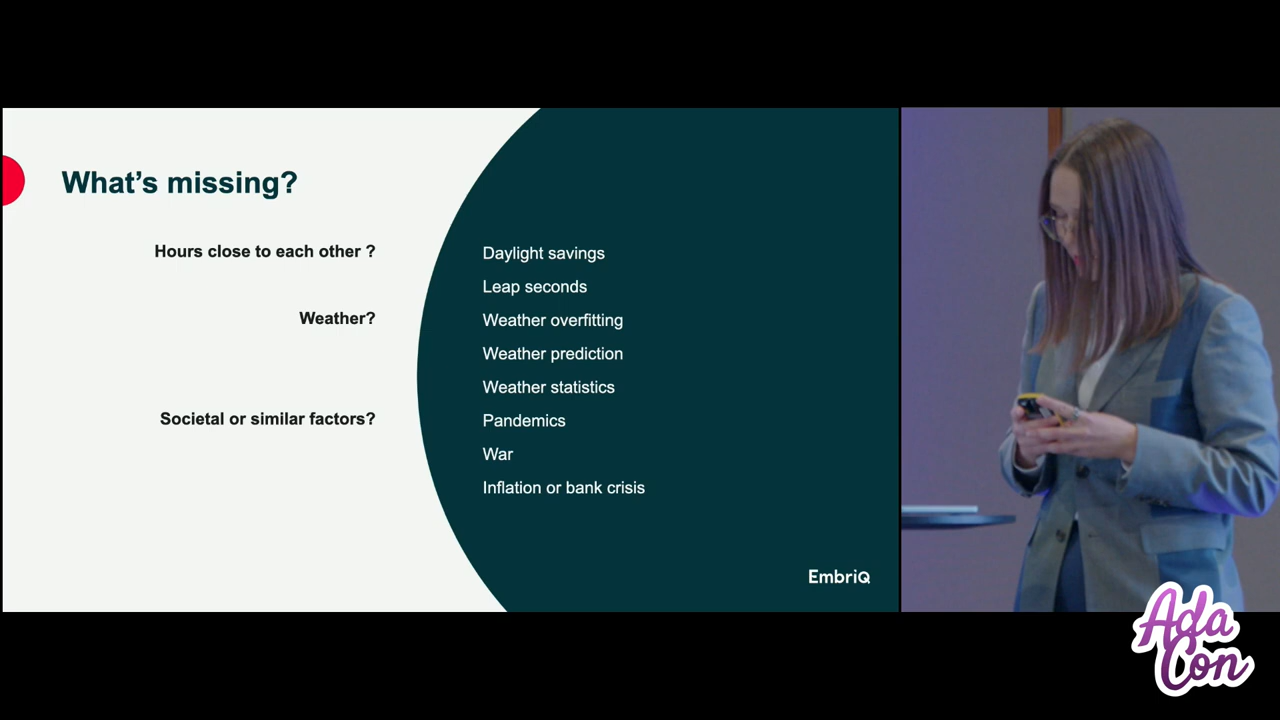 What's missing?
Hours close to each other ?
Weather?
Societal or similar factors?
Daylight savings
Leap seconds
Weather overfitting
Weather prediction
Weather statistics
Pandemics
War
Inflation or bank crisis
EmbriQ
Ada
Con